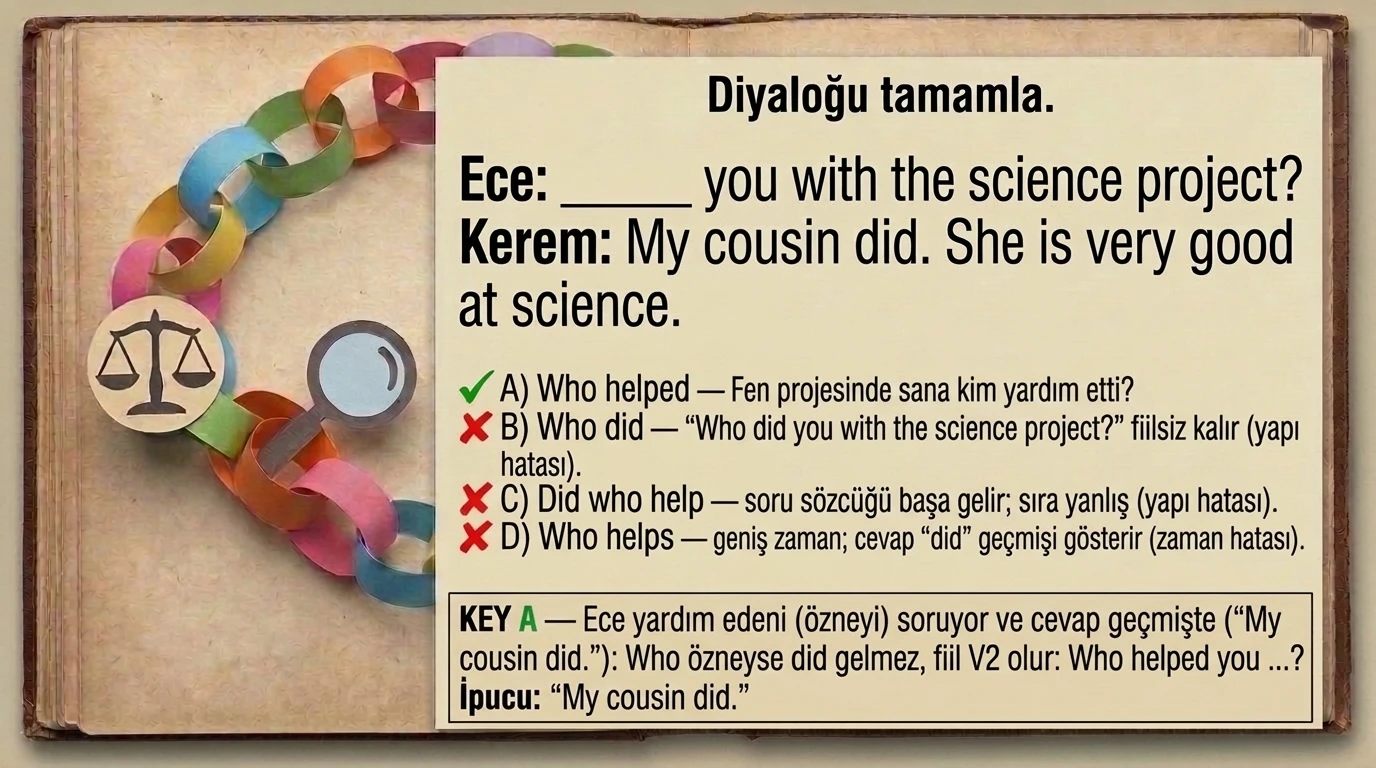 Diyaloğu tamamla.
Ece: _____ you with the science project?
Kerem: My cousin did. She is very good
at science.
✓ A) Who helped — Fen projesinde sana kim yardım etti?
✗ B) Who did — “Who did you with the science project?” fiilsiz kalır (yapı
hatası).
✗ C) Did who help — soru sözcüğü başa gelir; sıra yanlış (yapı hatası).
✗ D) Who helps — geniş zaman; cevap “did” geçmişi gösterir (zaman hatası).
KEY A — Ece yardım edeni (özneyi) soruyor ve cevap geçmişte (“My
cousin did.”): Who özneyse did gelmez, fiil V2 olur: Who helped you ...?
İpucu: “My cousin did.”